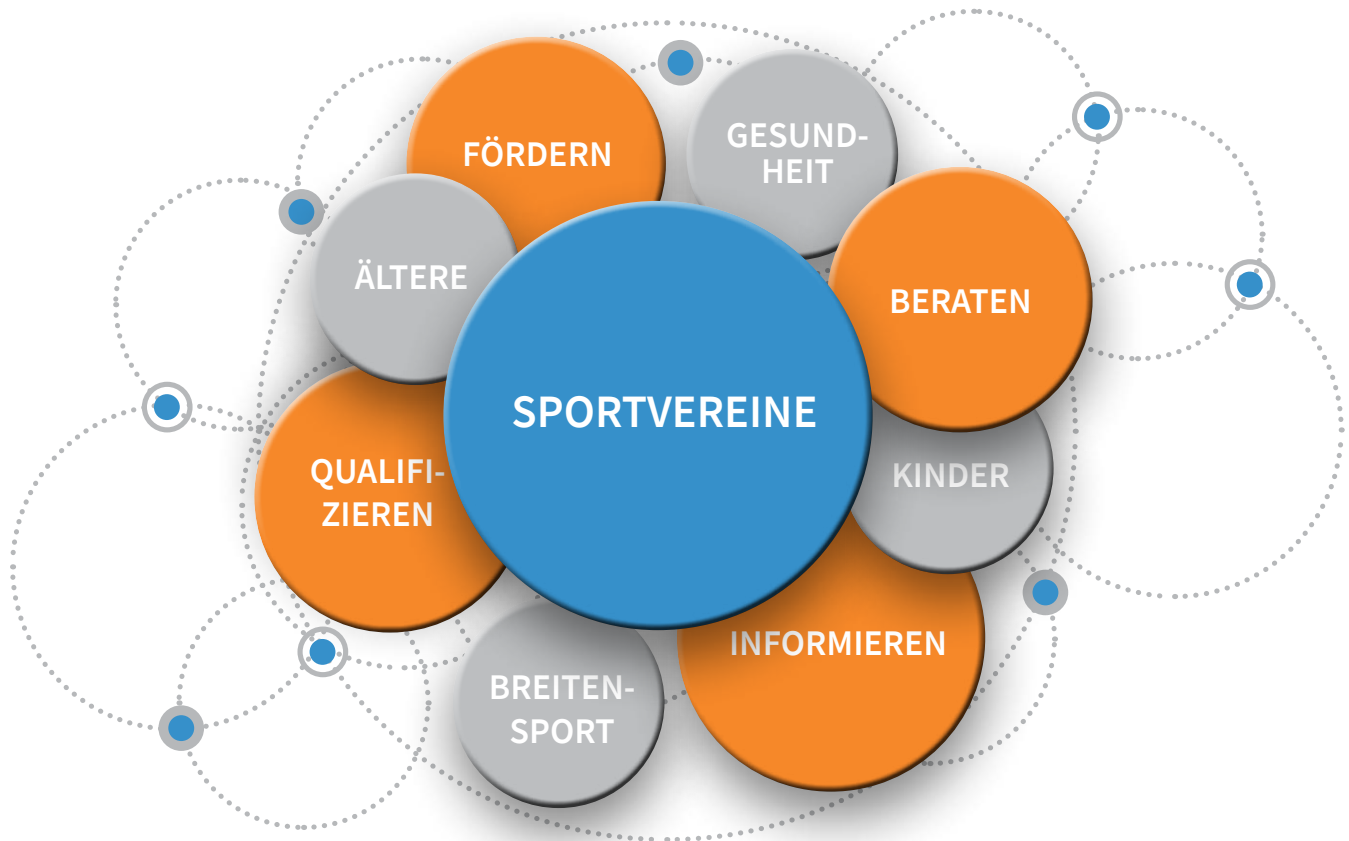 FÖRDERN
GESUND-
HEIT
ÄLTERE
BERATEN
SPORTVEREINE
QUALIFI-
ZIEREN
KINDER
INFORMIEREN
BREITEN-
SPORT